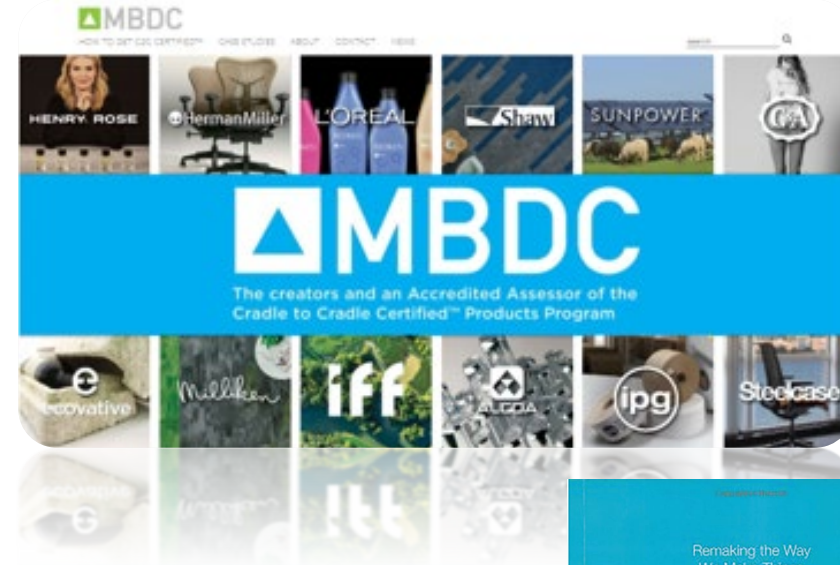 MBDC
HOW TO GET C2C CERTIFIED™ CASE STUDIES ABOUT CONTACT NEWS
HENRY ROSE
HermanMiller
L'ORÉAL
Shaw
SUNPOWER
G&A
MBDC
The creators and an Accredited Assessor of the
Cradle to Cradle Certified™ Products Program
ecovative
Milliken
iff
ALCOA
ipg
Steelcase
Remaking the Way